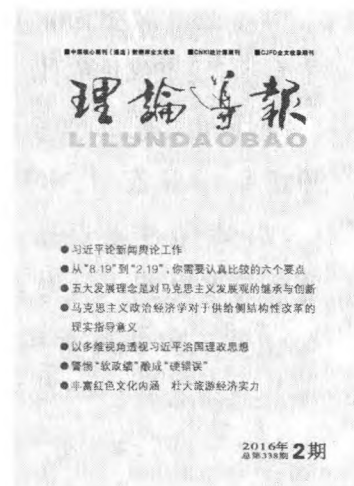 ■中国核心期刊（遴选）数据库全文收录 ■CNKI统计源期刊 ■CJFD全文收录期刊
理論导報
LILUNDAOBAO
●习近平论新闻舆论工作
●从“8.19”到“2.19”，你需要认真比较的六个要点
●五大发展理念是对马克思主义发展观的继承与创新
●马克思主义政治经济学对于供给侧结构性改革的
现实指导意义
●以多维视角透视习近平治国理政思想
●警惕“软政绩”酿成“硬错误”
●丰富红色文化内涵 壮大旅游经济实力
2016年 2期
总第338期